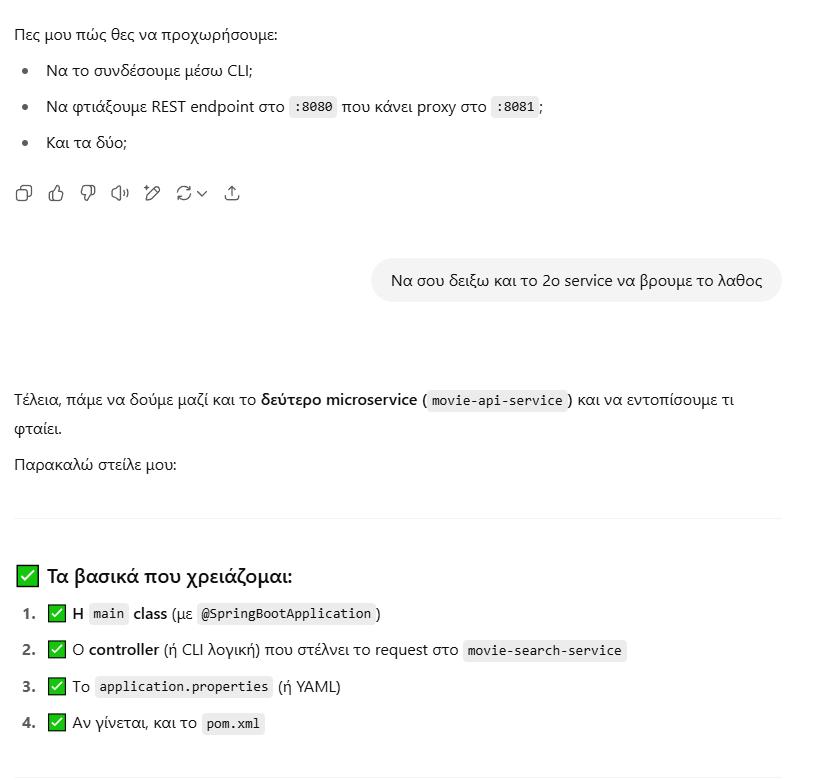 Πες μου πώς θες να προχωρήσουμε:
• Να το συνδέσουμε μέσω CLI;
• Να φτιάξουμε REST endpoint στο :8080 που κάνει proxy στο :8081;
• Και τα δύο;
Να σου δειξω και το 2ο service να βρουμε το λαθος
Τέλεια, πάμε να δούμε μαζί και το δεύτερο microservice (movie-api-service) και να εντοπίσουμε τι
φταίει.
Παρακαλώ στείλε μου:
✅ Τα βασικά που χρειάζομαι:
1. ✅ Η main class (με @SpringBootApplication)
2. ✅ Ο controller (ή CLI λογική) που στέλνει το request στο movie-search-service
3. ✅ Το application.properties (ή YAML)
4. ✅ Αν γίνεται, και το pom.xml